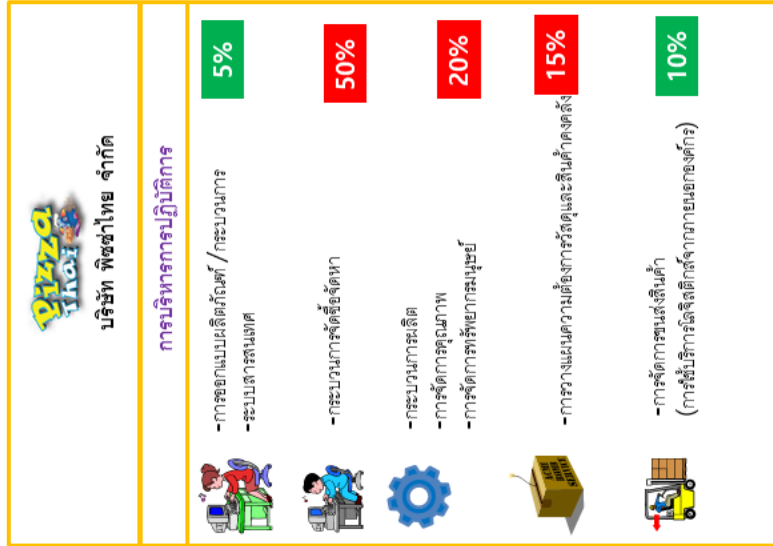 Pizza
Thai
บริษัท พิซซ่าไทย จำกัด
การบริหารการปฏิบัติการ
-การออกแบบผลิตภัณฑ์ /กระบวนการ
-ระบบสารสนเทศ
5%
-กระบวนการจัดซื้อจัดหา
50%
-กระบวนการผลิต
-การจัดการคุณภาพ
-การจัดการทรัพยากรมนุษย์
20%
-การวางแผนความต้องการวัสดุและสินค้าคงคลัง
15%
-การจัดการขนส่งสินค้า
(การใช้บริการโลจิสติกส์จากภายนอกองค์กร)
10%